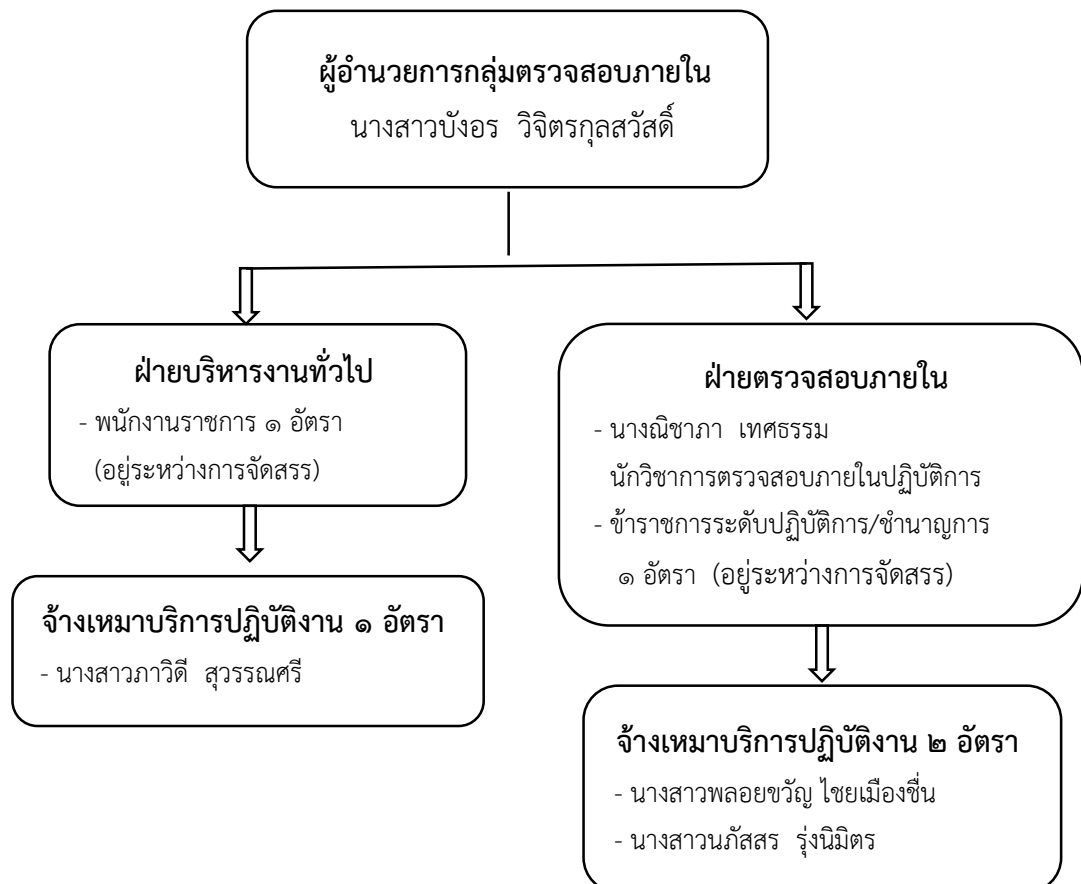 ผู้อำนวยการกลุ่มตรวจสอบภายใน
นางสาวบังอร วิจิตรกุลสวัสดิ์
ฝ่ายบริหารงานทั่วไป
- พนักงานราชการ ๑ อัตรา
(อยู่ระหว่างการจัดสรร)
จ้างเหมาบริการปฏิบัติงาน ๑ อัตรา
- นางสาวภาวิดี สุวรรณศรี
ฝ่ายตรวจสอบภายใน
- นางณิชาภา เทศธรรม
นักวิชาการตรวจสอบภายในปฏิบัติการ
- ข้าราชการระดับปฏิบัติการ/ชำนาญการ
๑ อัตรา (อยู่ระหว่างการจัดสรร)
จ้างเหมาบริการปฏิบัติงาน ๒ อัตรา
- นางสาวพลอยขวัญ ไชยเมืองชื่น
- นางสาวนภัสสร รุ่งนิมิตร